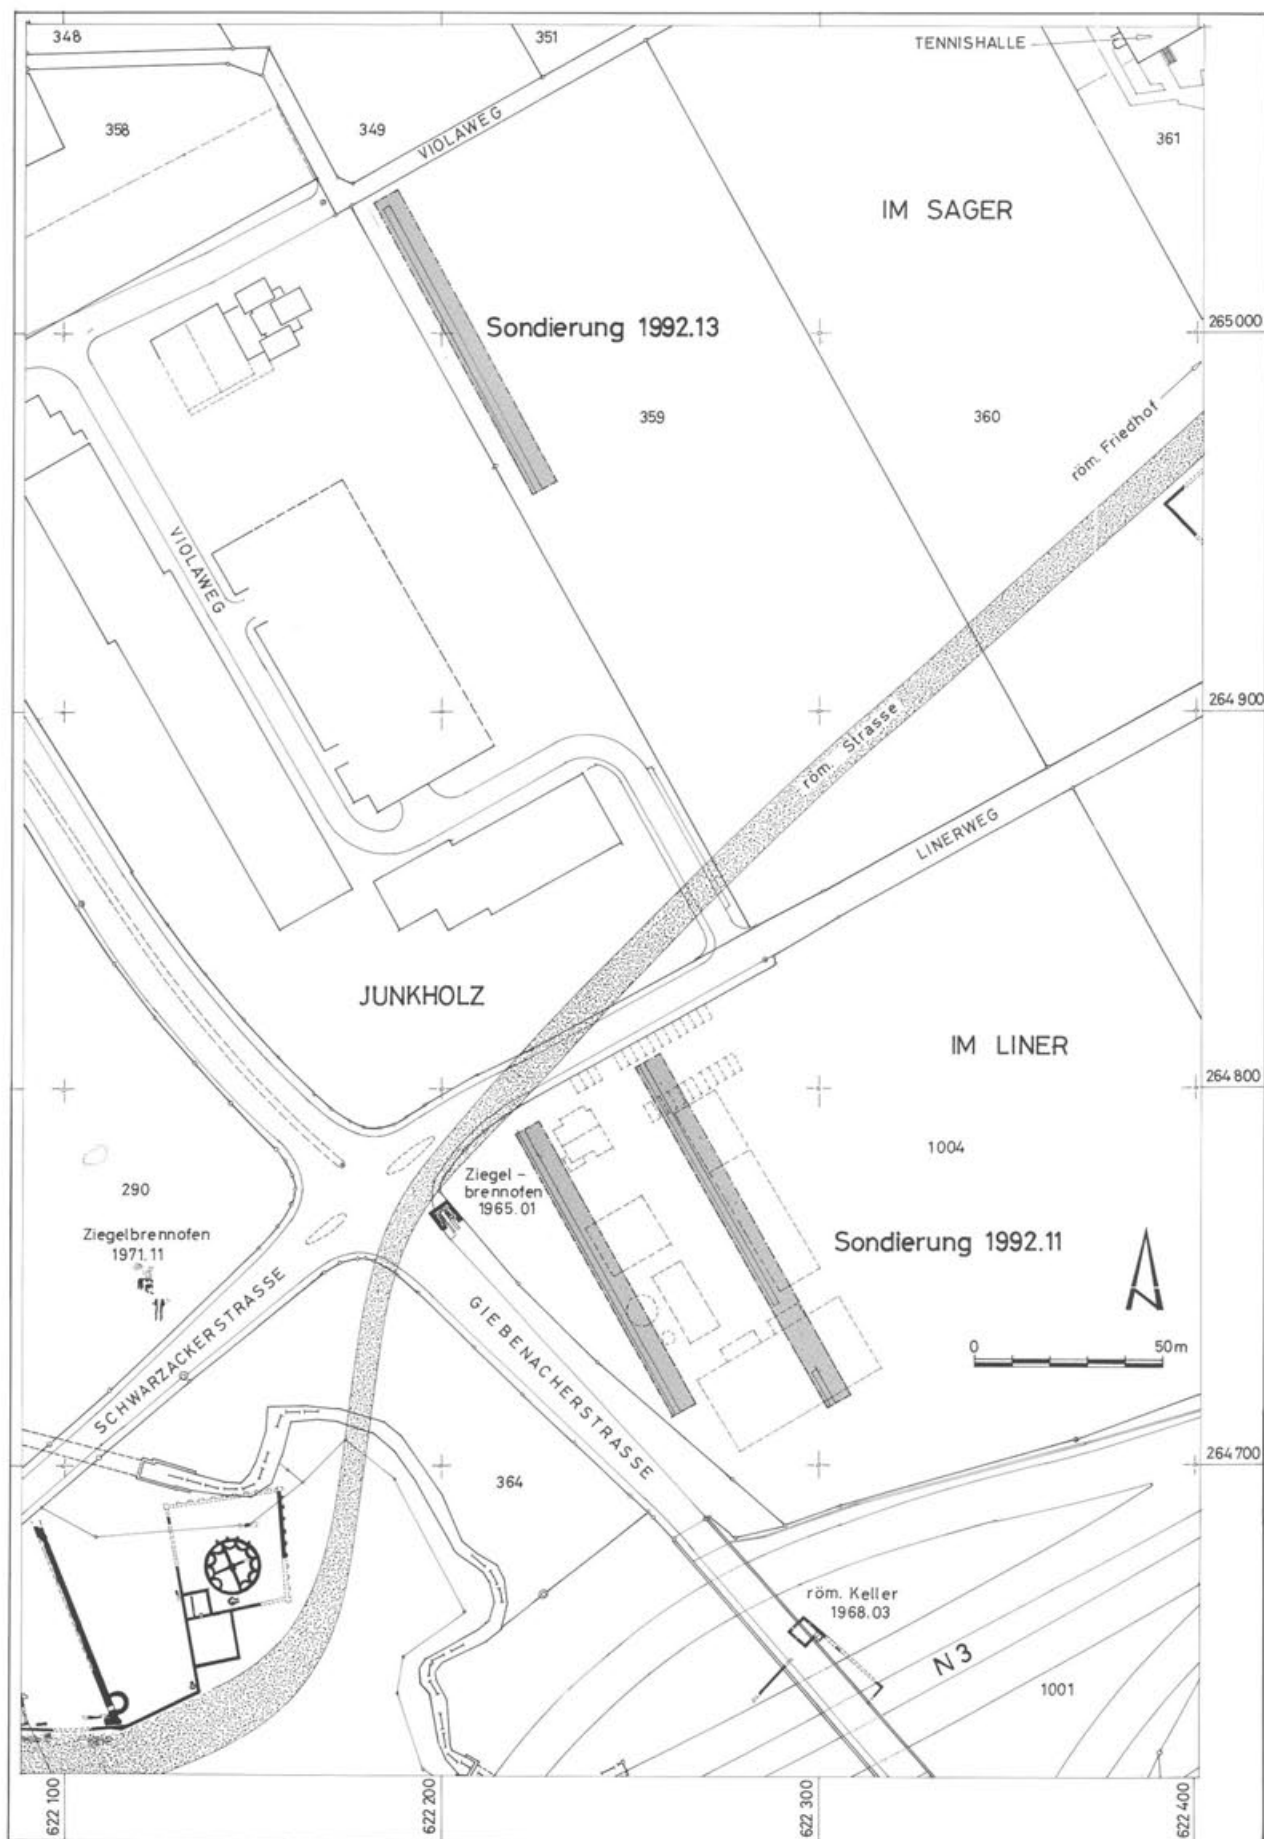 348
351
TENNISHALLE
358
349
VIOLAWEG
361
IM SAGER
Sondierung 1992.13
265 000
359
360
röm. Friedhof
VIOLAWEG
264 900
röm. Strasse
LINERWEG
JUNKHOLZ
IM LINER
264 800
1004
290
Ziegel-
brennofen
1965.01
Ziegelbrennofen
1971.11
Sondierung 1992.11
SCHWARZACKERSTRASSE
GIEBENACHERSTRASSE
0 50m
264 700
364
röm. Keller
1968.03
N3
1001
622 100
622 200
622 300
622 400